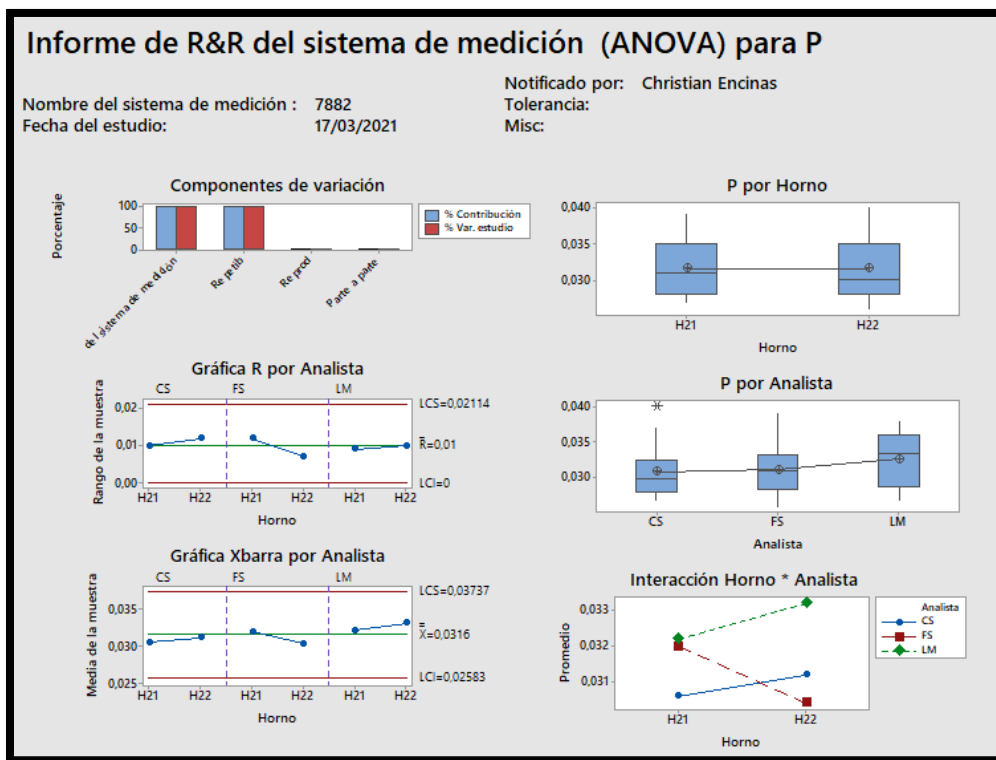 Informe de R&R del sistema de medición (ANOVA) para P
Nombre del sistema de medición : 7882
Fecha del estudio: 17/03/2021
Notificado por: Christian Encinas
Tolerancia:
Misc:
Componentes de variación
Porcentaje
100
50
0
del sistema de medición
Repetib
Reprod
Parte a parte
% Contribución
% Var. estudio
P por Horno
0,040
0,035
0,030
H21 H22
Horno
Gráfica R por Analista
CS FS LM
Rango de la muestra
0,02
0,01
0,00
LCS=0,02114
R=0,01
LCI=0
H21 H22 H21 H22 H21 H22
Horno
P por Analista
0,040
0,035
0,030
CS FS LM
Analista
Gráfica Xbarra por Analista
CS FS LM
Media de la muestra
0,035
0,030
0,025
LCS=0,03737
X=0,0316
LCI=0,02583
H21 H22 H21 H22 H21 H22
Horno
Interacción Horno * Analista
Promedio
0,033
0,032
0,031
H21 H22
Horno
Analista
CS
FS
LM